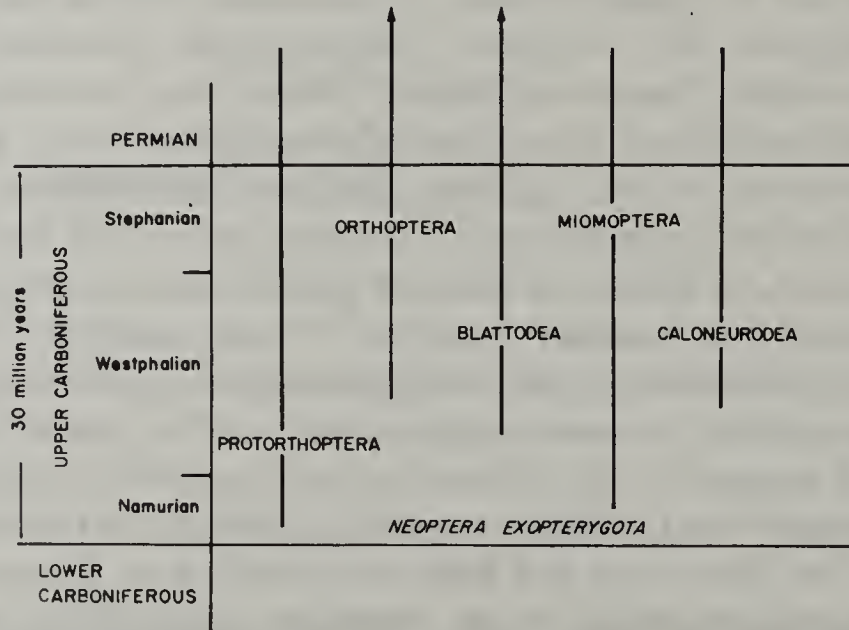 PERMIAN
Stephanian
ORTHOPTERA
MIOMOPTERA
30 million years
UPPER CARBONIFEROUS
Westphalian
BLATTODEA
CALONEURODEA
PROTORTHOPTERA
Namurian
NEOPTERA EXOPTERYGOTA
LOWER
CARBONIFEROUS